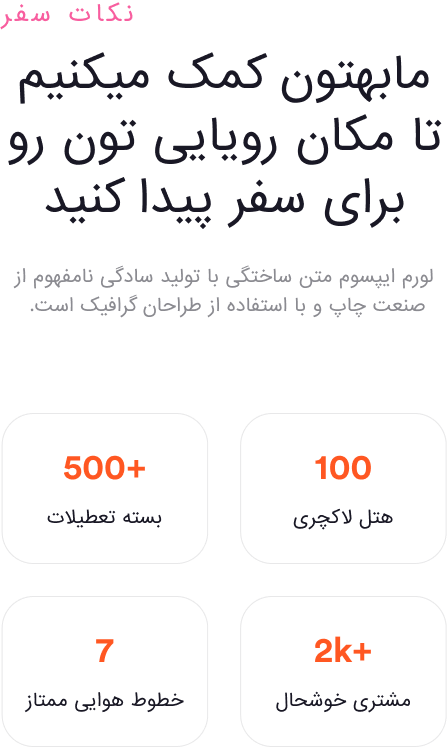 نکات سفر
مابهتون کمک میکنیم
تا مکان رویایی تون رو
برای سفر پیدا کنید
لورم ایپسوم متن ساختگی با تولید سادگی نامفهوم از
صنعت چاپ و با استفاده از طراحان گرافیک است.
100
هتل لاکچری
500+
بسته تعطیلات
2k+
مشتری خوشحال
7
خطوط هوایی ممتاز